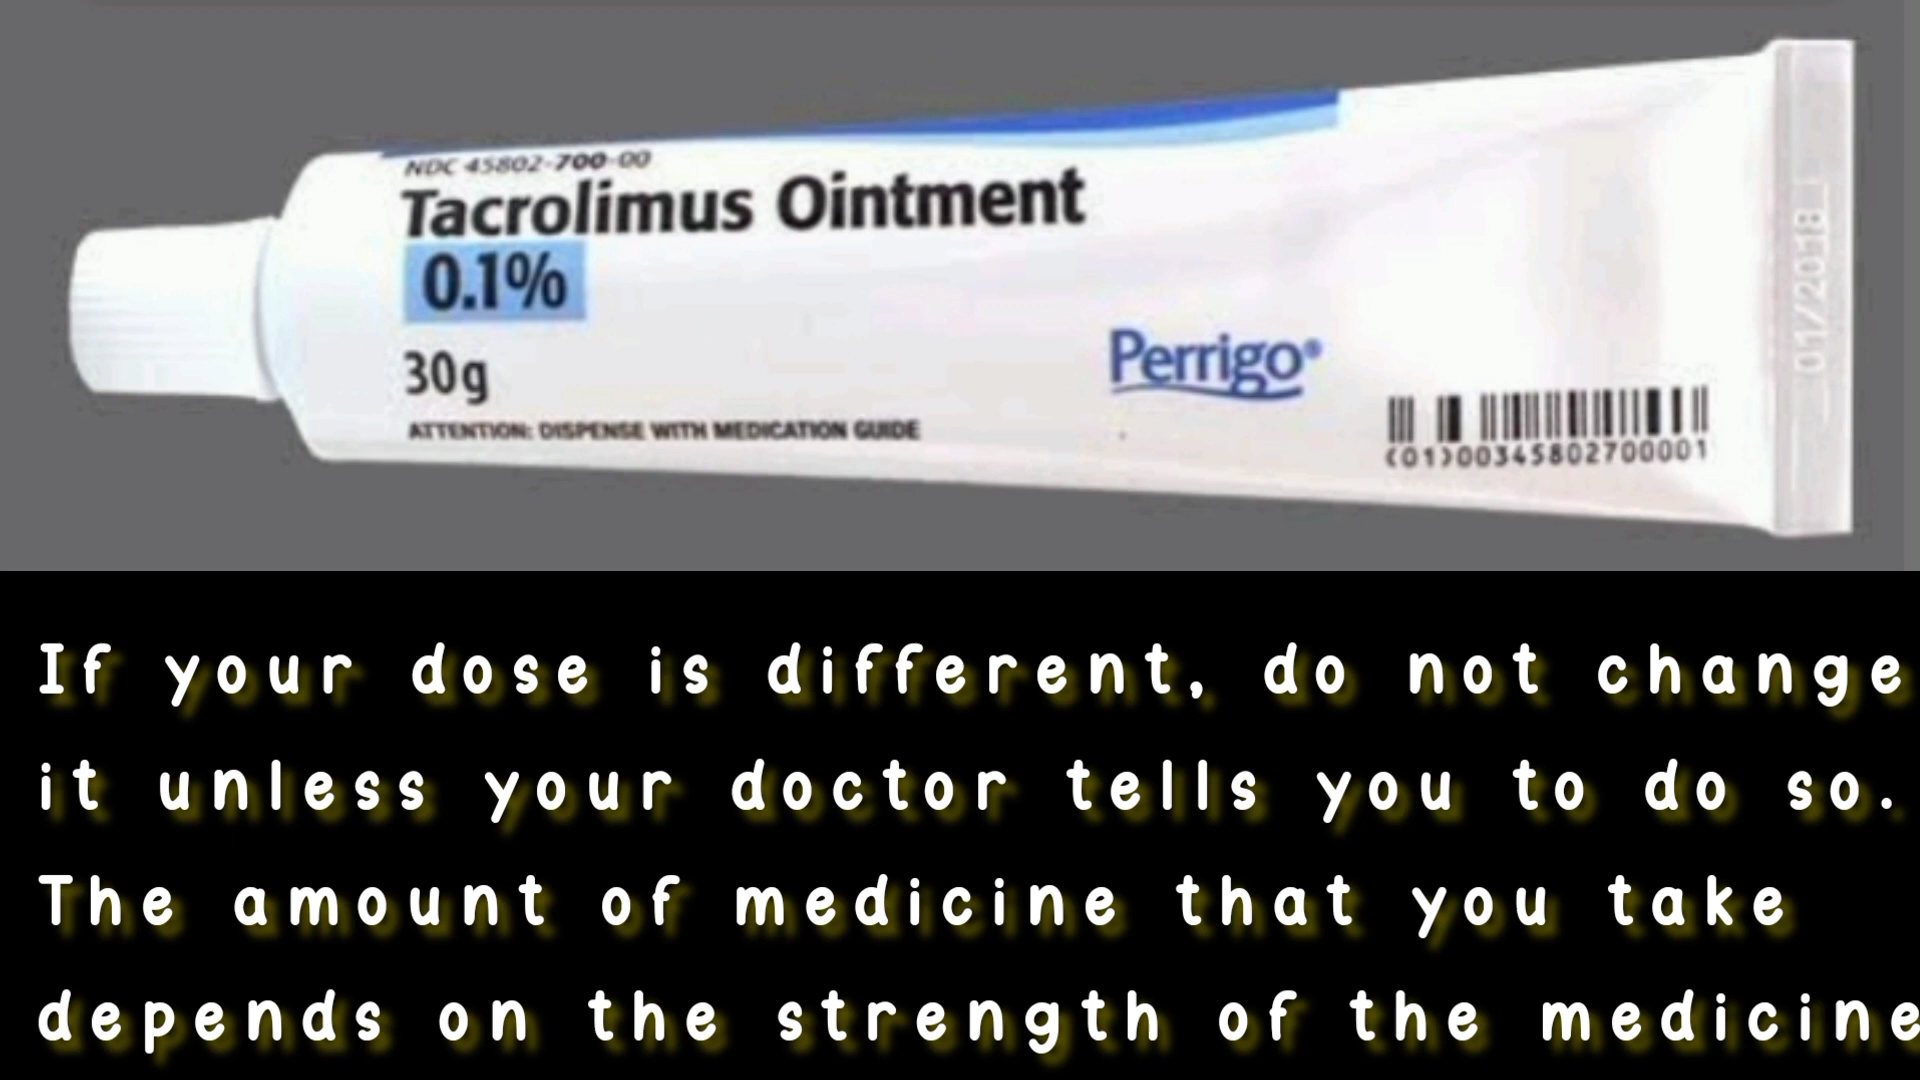 NDC 45802-700-00
Tacrolimus Ointment
0.1%
30g
ATTENTION: DISPENSE WITH MEDICATION GUIDE
Perrigo®
(01)00345802700001
01/2018
If your dose is different, do not change
it unless your doctor tells you to do so.
The amount of medicine that you take
depends on the strength of the medicine